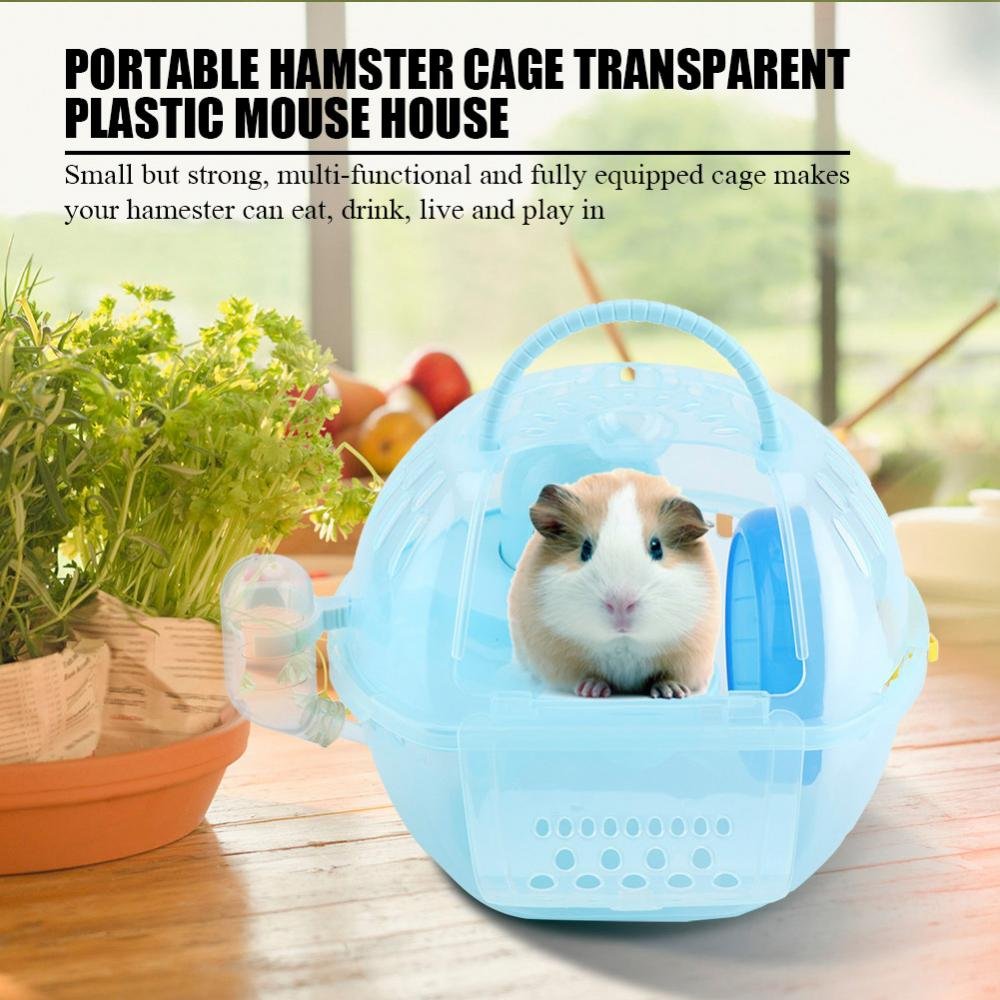 PORTABLE HAMSTER CAGE TRANSPARENT
PLASTIC MOUSE HOUSE
Small but strong, multi-functional and fully equipped cage makes
your hamester can eat, drink, live and play in